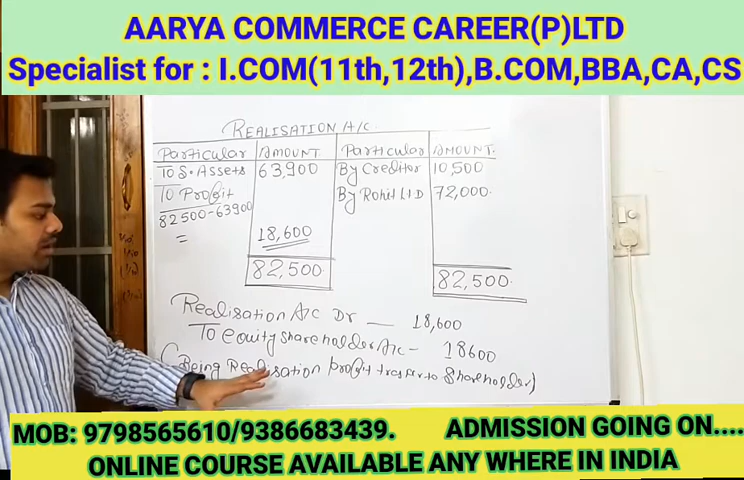 AARYA COMMERCE CAREER(P)LTD
Specialist for : I.COM(11th,12th),B.COM,BBA,CA,CS
REALISATION A/C
Particular AMOUNT Particular AMOUNT.
TO S. Assets 63,900 By Creditor 10,500
TO Profit By Rohit LTD 72,000.
82500-63900
= 18,600
82,500 82,500.
Realisation A/C Dr — 18,600
To equity shareholder A/c - 18600
(Being Realisation profit transfer to Shareholder)
MOB: 9798565610/9386683439. ADMISSION GOING ON....
ONLINE COURSE AVAILABLE ANY WHERE IN INDIA